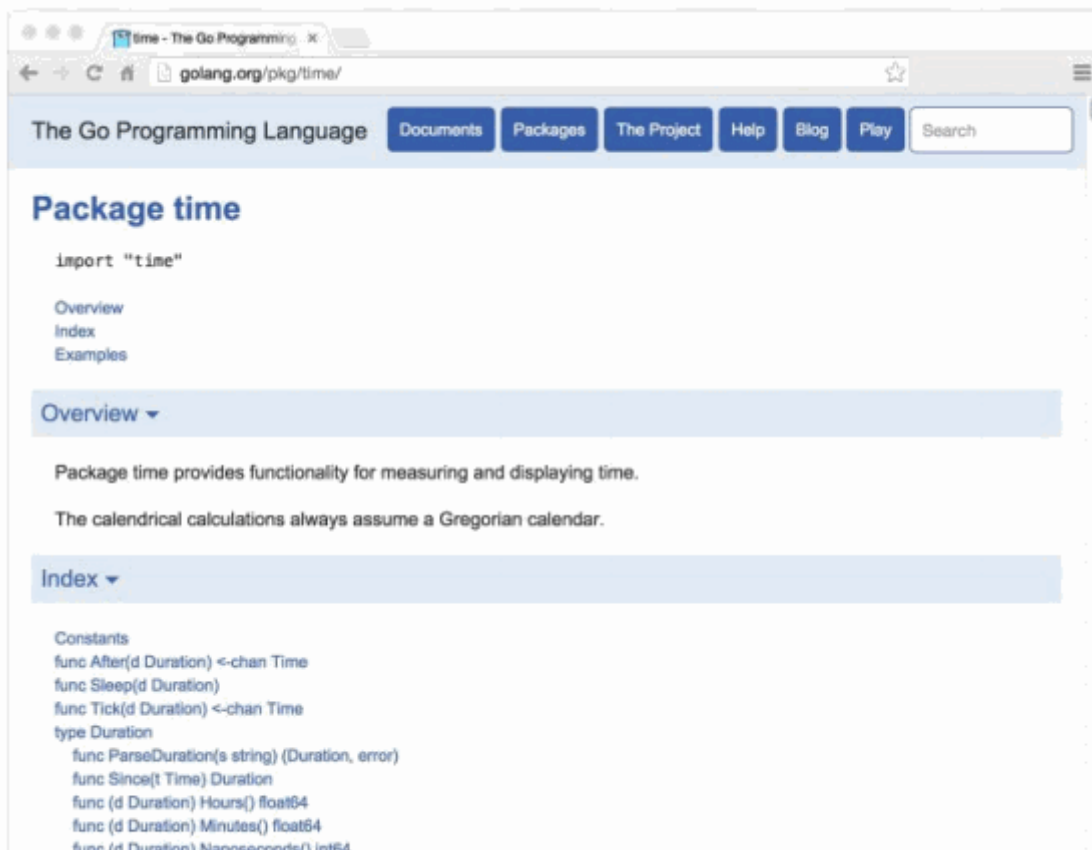 time - The Go Programming
golang.org/pkg/time/
The Go Programming Language Documents Packages The Project Help Blog Play Search
Package time
import "time"
Overview
Index
Examples
Overview
Package time provides functionality for measuring and displaying time.
The calendrical calculations always assume a Gregorian calendar.
Index
Constants
func After(d Duration) <-chan Time
func Sleep(d Duration)
func Tick(d Duration) <-chan Time
type Duration
func ParseDuration(s string) (Duration, error)
func Since(t Time) Duration
func (d Duration) Hours() float64
func (d Duration) Minutes() float64
func (d Duration) Nanoseconds() int64